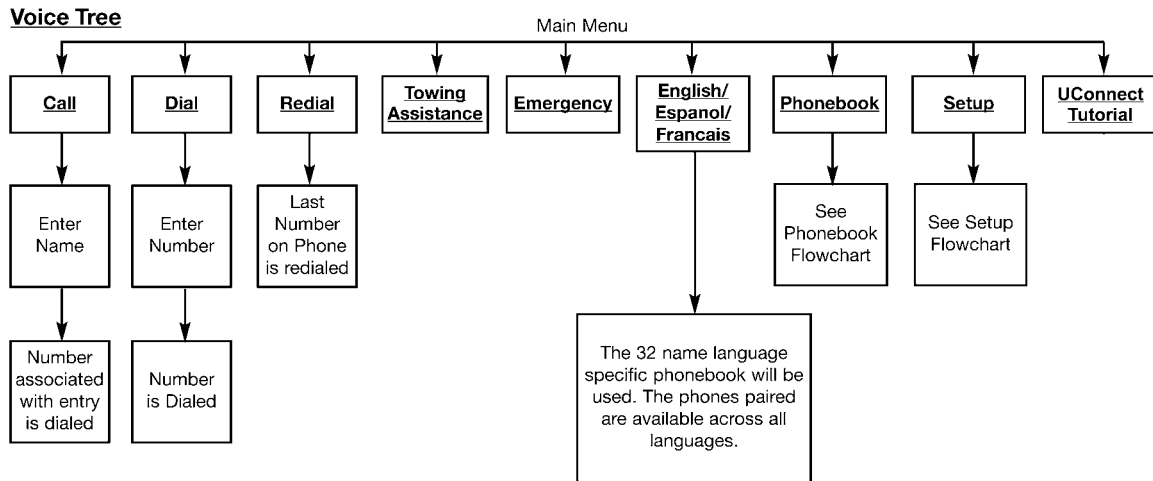 Voice Tree
Main Menu
Call
Dial
Redial
Towing
Assistance
Emergency
English/
Espanol/
Francais
Phonebook
Setup
UConnect
Tutorial
Enter
Name
Enter
Number
Last
Number
on Phone
is redialed
See
Phonebook
Flowchart
See Setup
Flowchart
Number
associated
with entry
is dialed
Number
is Dialed
The 32 name language
specific phonebook will be
used. The phones paired
are available across all
languages.